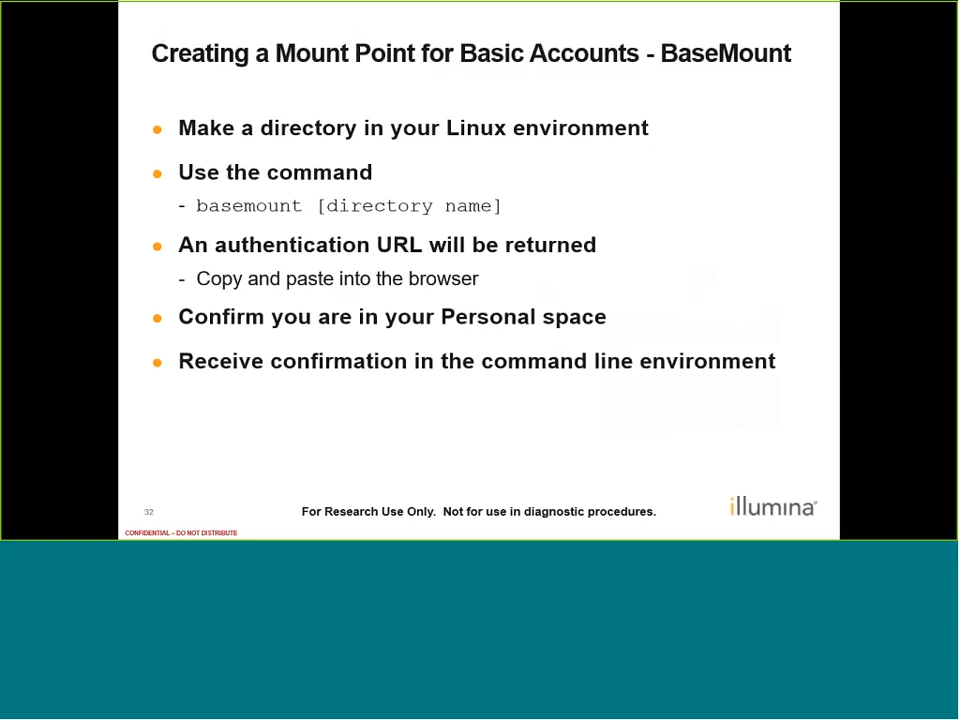 Creating a Mount Point for Basic Accounts - BaseMount
● Make a directory in your Linux environment
● Use the command
- basemount [directory name]
● An authentication URL will be returned
- Copy and paste into the browser
● Confirm you are in your Personal space
● Receive confirmation in the command line environment
32
For Research Use Only. Not for use in diagnostic procedures.
illumina®
CONFIDENTIAL – DO NOT DISTRIBUTE